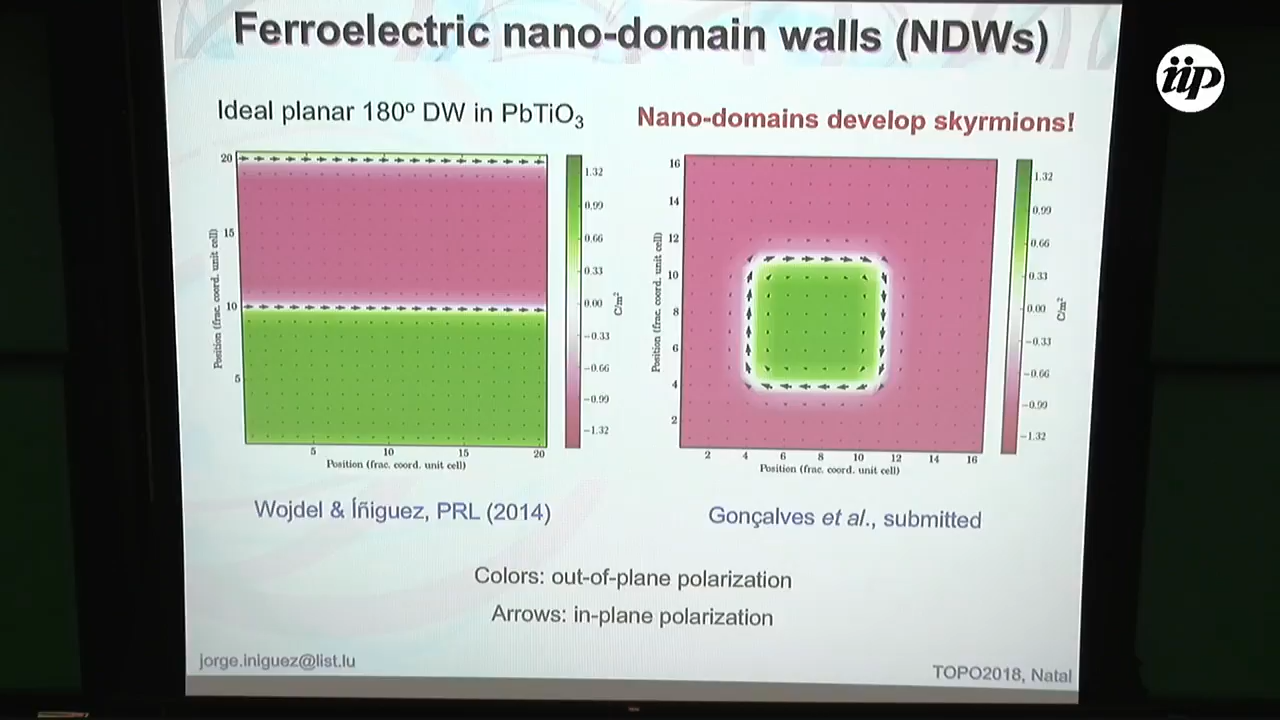 Ferroelectric nano-domain walls (NDWs)
iip
Ideal planar 180º DW in PbTiO3
Nano-domains develop skyrmions!
20
15
10
5
5
10
15
20
Position (frac. coord. unit cell)
Position (frac. coord. unit cell)
1.32
0.99
0.66
0.33
0.00
−0.33
−0.66
−0.99
−1.32
C/m²
16
14
12
10
8
6
4
2
2
4
6
8
10
12
14
16
Position (frac. coord. unit cell)
Position (frac. coord. unit cell)
1.32
0.99
0.66
0.33
0.00
−0.33
−0.66
−0.99
−1.32
C/m²
Wojdel & Íñiguez, PRL (2014)
Gonçalves et al., submitted
Colors: out-of-plane polarization
Arrows: in-plane polarization
jorge.iniguez@list.lu
TOPO2018, Natal